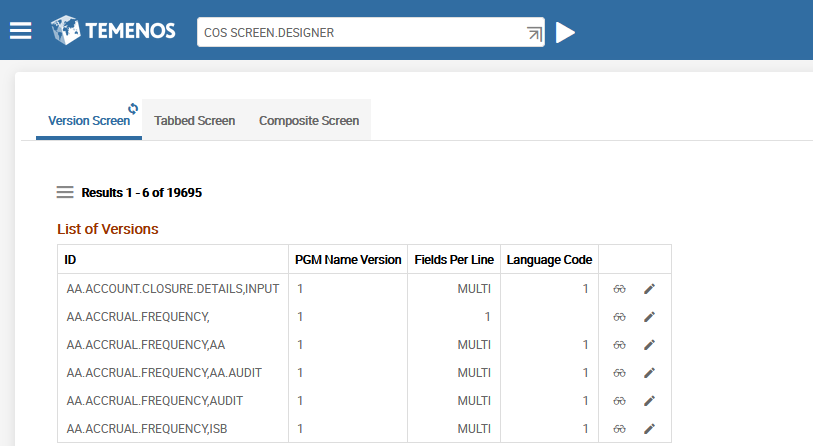 TEMENOS COS SCREEN.DESIGNER
Version Screen Tabbed Screen Composite Screen
Results 1 - 6 of 19695
List of Versions
ID PGM Name Version Fields Per Line Language Code
AA.ACCOUNT.CLOSURE.DETAILS,INPUT 1 MULTI 1
AA.ACCRUAL.FREQUENCY, 1 1
AA.ACCRUAL.FREQUENCY,AA 1 MULTI 1
AA.ACCRUAL.FREQUENCY,AA.AUDIT 1 MULTI 1
AA.ACCRUAL.FREQUENCY,AUDIT 1 MULTI 1
AA.ACCRUAL.FREQUENCY,ISB 1 MULTI 1